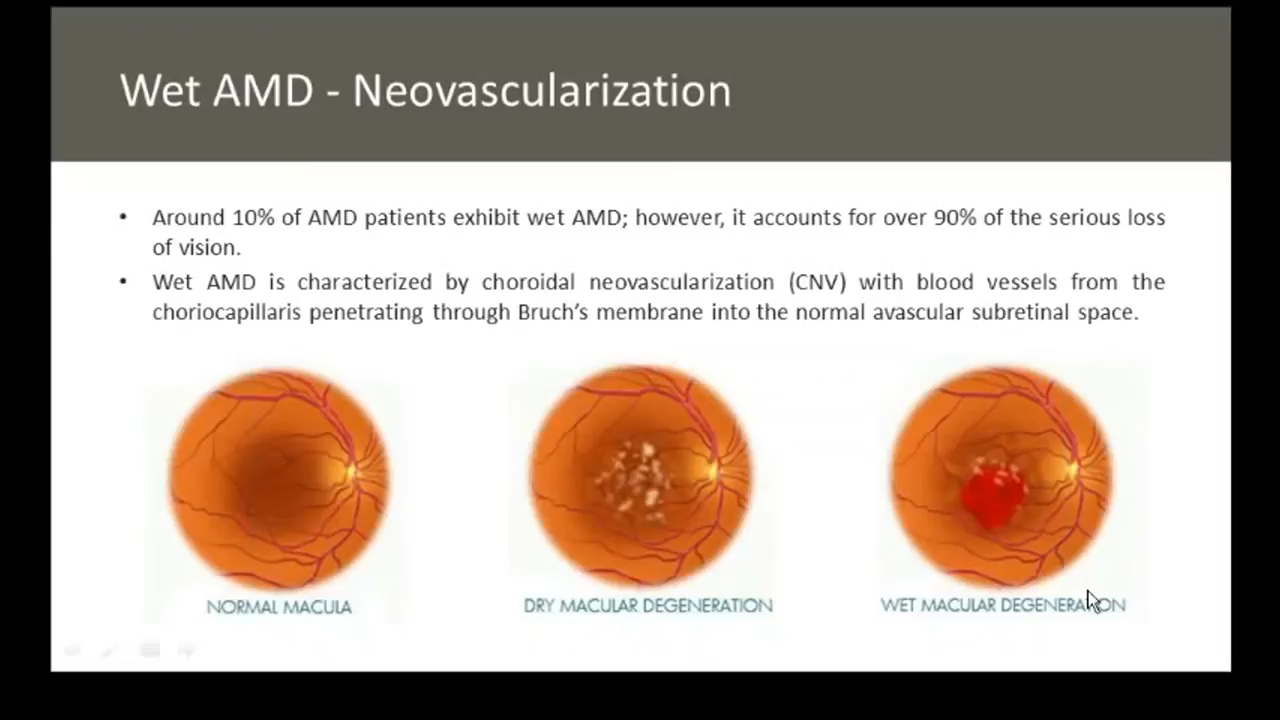 Wet AMD - Neovascularization
• Around 10% of AMD patients exhibit wet AMD; however, it accounts for over 90% of the serious loss
of vision.
• Wet AMD is characterized by choroidal neovascularization (CNV) with blood vessels from the
choriocapillaris penetrating through Bruch's membrane into the normal avascular subretinal space.
NORMAL MACULA
DRY MACULAR DEGENERATION
WET MACULAR DEGENERATION